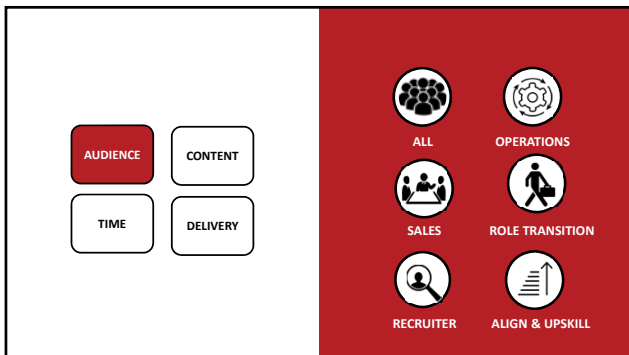 AUDIENCE
CONTENT
TIME
DELIVERY
ALL
OPERATIONS
SALES
ROLE TRANSITION
RECRUITER
ALIGN & UPSKILL